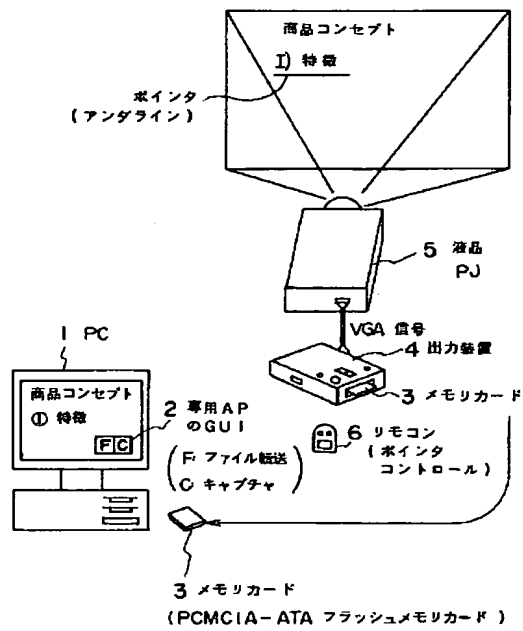 商品コンセプト
I) 特徴
ポインタ
(アンダライン)
5 液晶
PJ
VGA 信号
4 出力装置
3 メモリカード
1 PC
商品コンセプト
① 特徴
F C
2 専用AP
のGUI
(F ファイル転送
C キャプチャ)
6 リモコン
(ポインタ
コントロール)
3 メモリカード
(PCMCIA-ATA フラッシュメモリカード)